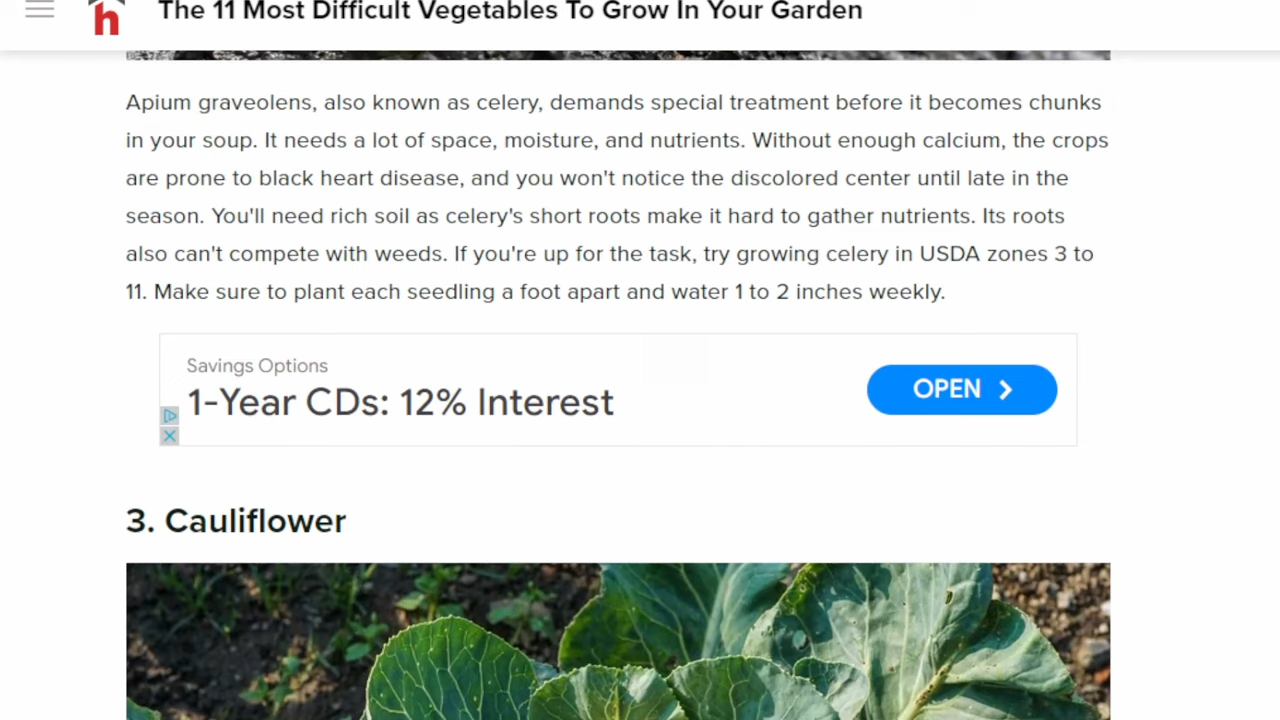 The 11 Most Difficult Vegetables To Grow In Your Garden
Apium graveolens, also known as celery, demands special treatment before it becomes chunks
in your soup. It needs a lot of space, moisture, and nutrients. Without enough calcium, the crops
are prone to black heart disease, and you won't notice the discolored center until late in the
season. You'll need rich soil as celery's short roots make it hard to gather nutrients. Its roots
also can't compete with weeds. If you're up for the task, try growing celery in USDA zones 3 to
11. Make sure to plant each seedling a foot apart and water 1 to 2 inches weekly.
Savings Options
1-Year CDs: 12% Interest
OPEN
3. Cauliflower